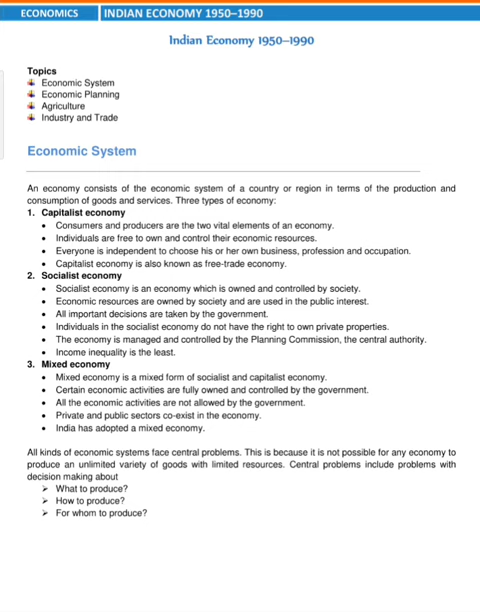 ECONOMICS INDIAN ECONOMY 1950–1990
Indian Economy 1950–1990
Topics
Economic System
Economic Planning
Agriculture
Industry and Trade
Economic System
An economy consists of the economic system of a country or region in terms of the production and
consumption of goods and services. Three types of economy:
1. Capitalist economy
• Consumers and producers are the two vital elements of an economy.
• Individuals are free to own and control their economic resources.
• Everyone is independent to choose his or her own business, profession and occupation.
• Capitalist economy is also known as free-trade economy.
2. Socialist economy
• Socialist economy is an economy which is owned and controlled by society.
• Economic resources are owned by society and are used in the public interest.
• All important decisions are taken by the government.
• Individuals in the socialist economy do not have the right to own private properties.
• The economy is managed and controlled by the Planning Commission, the central authority.
• Income inequality is the least.
3. Mixed economy
• Mixed economy is a mixed form of socialist and capitalist economy.
• Certain economic activities are fully owned and controlled by the government.
• All the economic activities are not allowed by the government.
• Private and public sectors co-exist in the economy.
• India has adopted a mixed economy.
All kinds of economic systems face central problems. This is because it is not possible for any economy to
produce an unlimited variety of goods with limited resources. Central problems include problems with
decision making about
➢ What to produce?
➢ How to produce?
➢ For whom to produce?